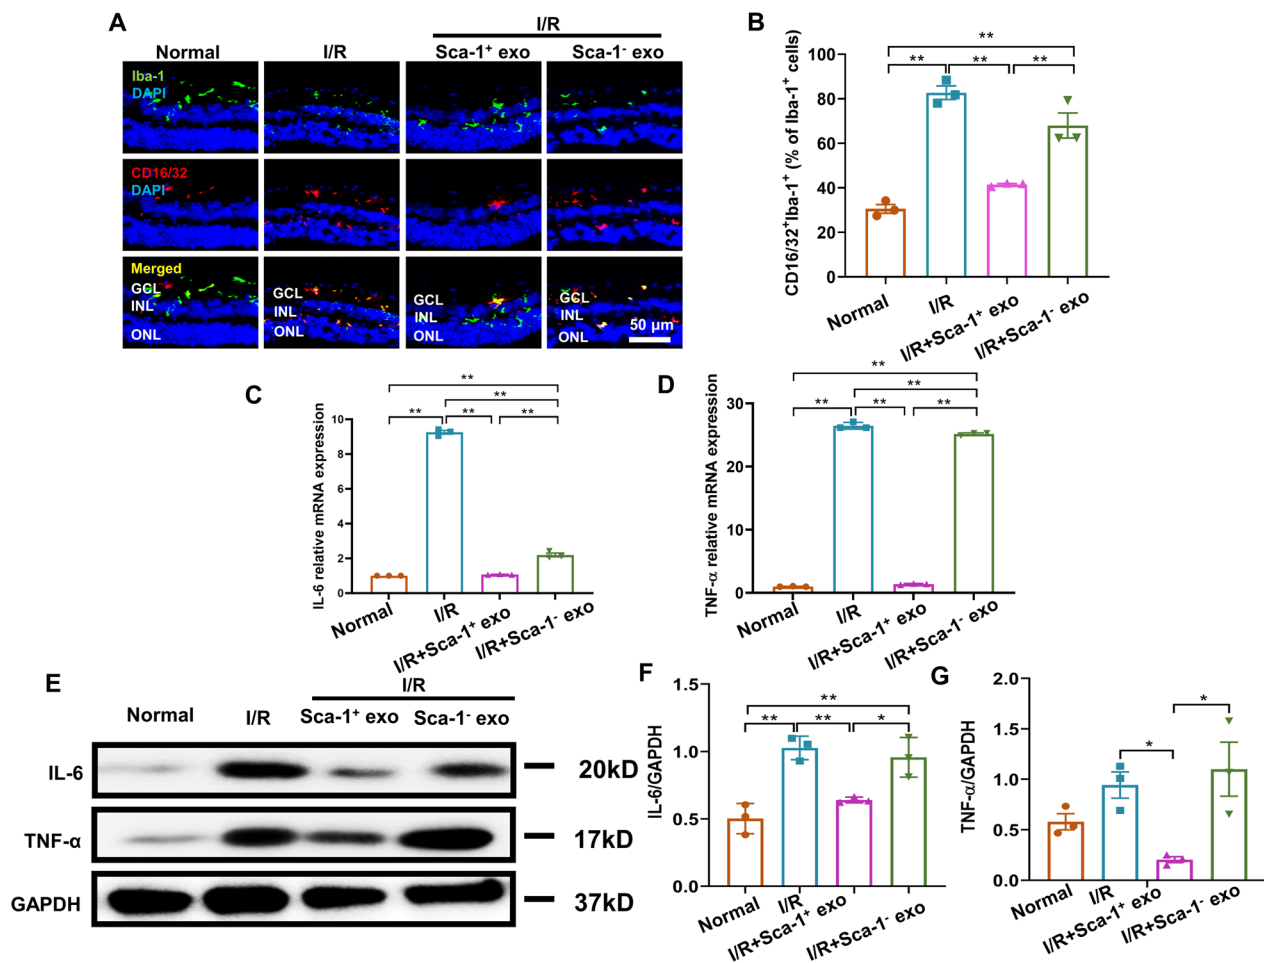 A
I/R
Normal
I/R
Sca-1⁺ exo
Sca-1⁻ exo
Iba-1
DAPI
CD16/32
DAPI
Merged
GCL
INL
ONL
GCL
INL
ONL
GCL
INL
ONL
GCL
INL
ONL
50 μm
B
CD16/32⁺Iba-1⁺ (% of Iba-1⁺ cells)
100
80
60
40
20
0
**
**
**
**
Normal
I/R
I/R+Sca-1⁺ exo
I/R+Sca-1⁻ exo
C
IL-6 relative mRNA expression
10
8
6
4
2
0
**
**
**
**
**
Normal
I/R
I/R+Sca-1⁺ exo
I/R+Sca-1⁻ exo
D
TNF-α relative mRNA expression
30
20
10
0
**
**
**
**
**
Normal
I/R
I/R+Sca-1⁺ exo
I/R+Sca-1⁻ exo
E
I/R
Normal
I/R
Sca-1⁺ exo
Sca-1⁻ exo
IL-6
20kD
TNF-α
17kD
GAPDH
37kD
F
IL-6/GAPDH
1.5
1.0
0.5
0.0
**
**
**
*
Normal
I/R
I/R+Sca-1⁺ exo
I/R+Sca-1⁻ exo
G
TNF-α/GAPDH
2.0
1.5
1.0
0.5
0
*
*
Normal
I/R
I/R+Sca-1⁺ exo
I/R+Sca-1⁻ exo